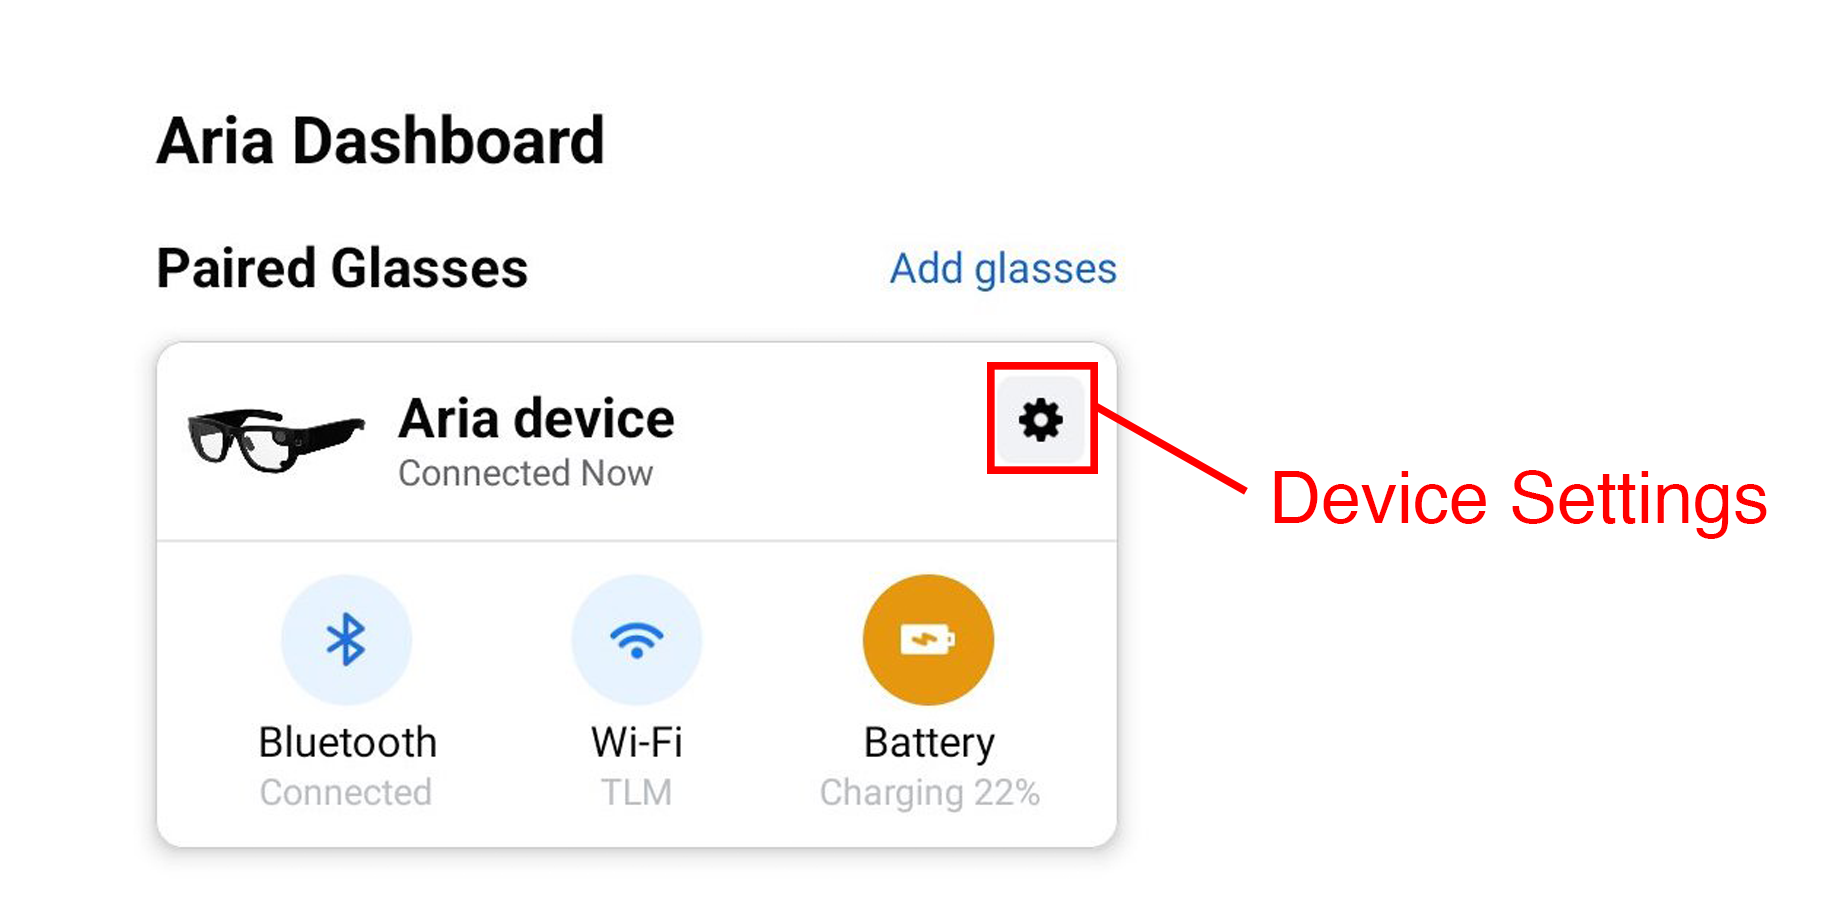 Aria Dashboard
Paired Glasses
Add glasses
Aria device
Connected Now
Device Settings
Bluetooth
Connected
Wi-Fi
TLM
Battery
Charging 22%